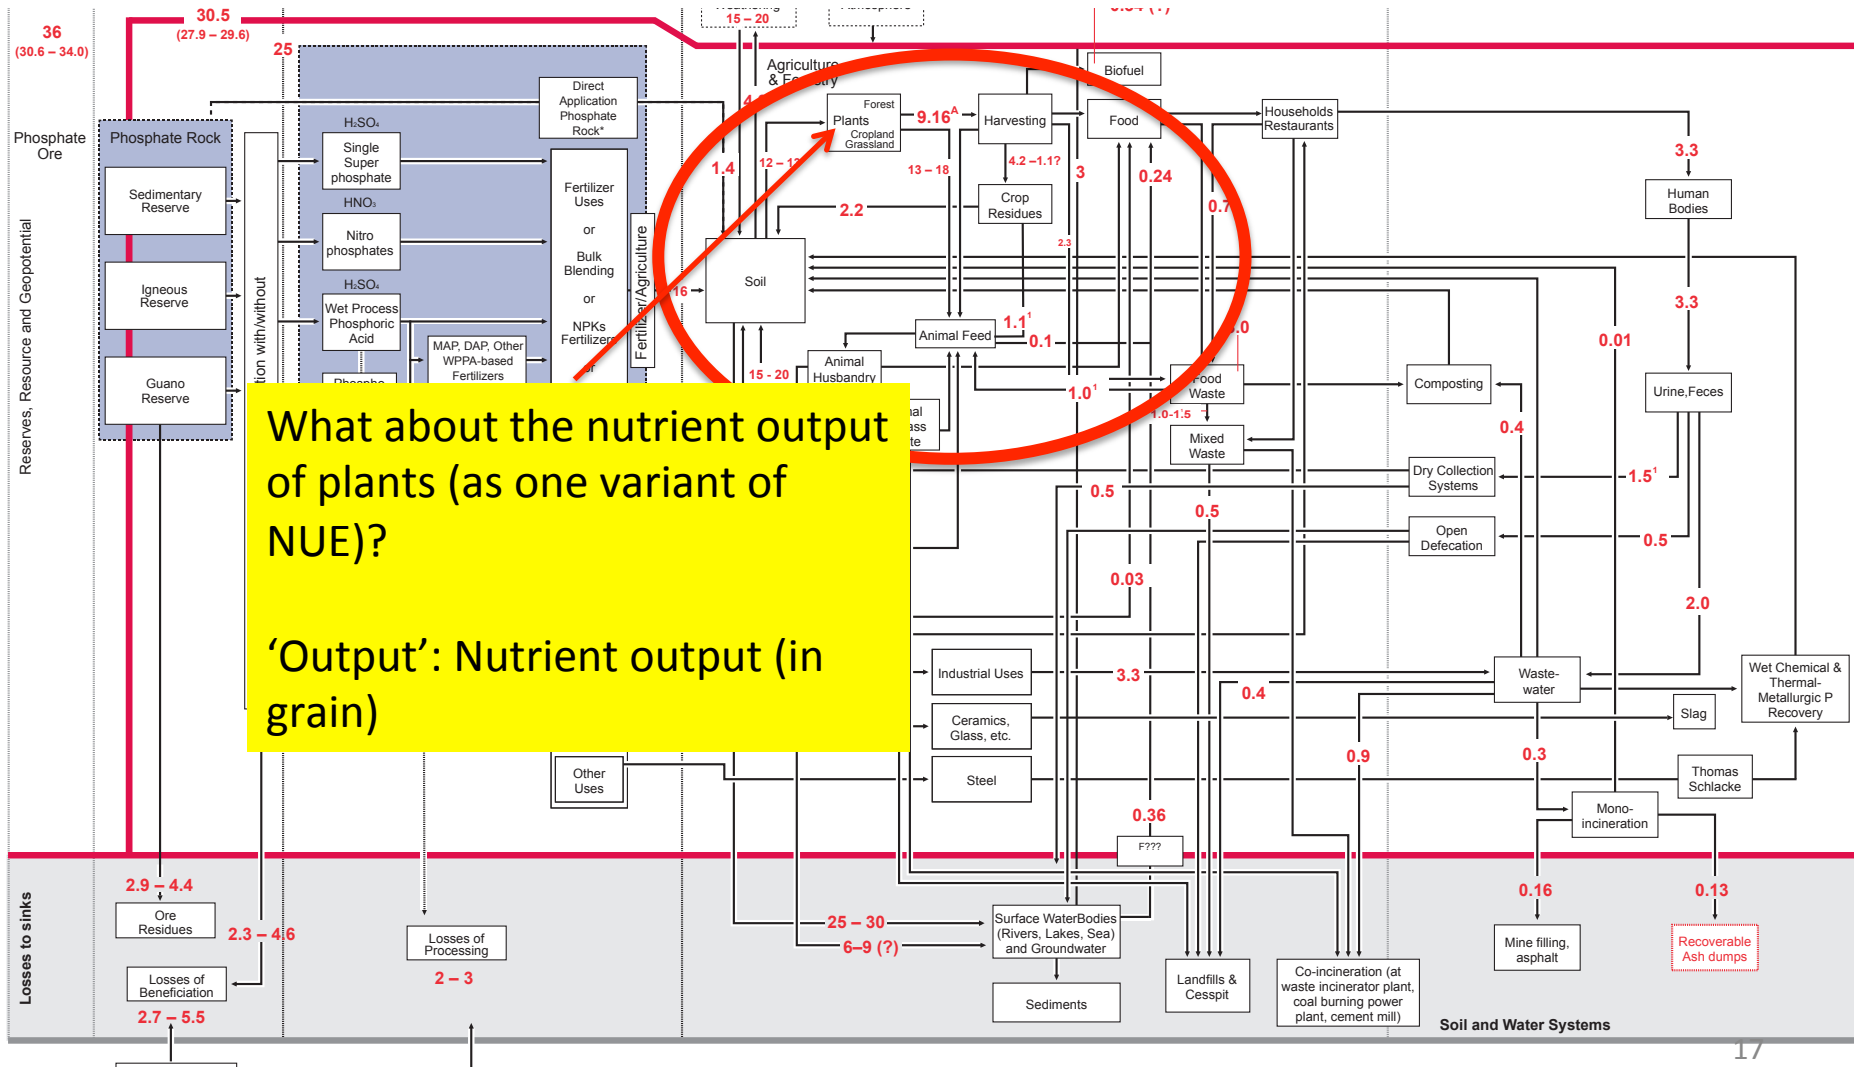 36
(30.6 – 34.0)
30.5
(27.9 – 29.6)
25
15 – 20
Phosphate
Ore
Reserves, Resource and Geopotential
Phosphate Rock
Sedimentary
Reserve
Igneous
Reserve
Guano
Reserve
with/without
H₂SO₄
Single
Super
phosphate
HNO₃
Nitro
phosphates
H₂SO₄
Wet Process
Phosphoric
Acid
MAP, DAP, Other
WPPA-based
Fertilizers
Direct
Application
Phosphate
Rock*
Fertilizer
Uses
or
Bulk
Blending
or
NPKs
Fertilizers
Fertilizer/Agriculture
Agriculture
1.4
12 – 13
16
15 - 20
Soil
Forest
Plants
Cropland
Grassland
9.16ᴬ
13 – 18
2.2
Harvesting
4.2 –1.1?
Crop
Residues
Biofuel
Food
3
0.24
2.3
0.7
Animal Feed
1.1¹
0.1
Animal
Husbandry
1.0¹
Food
Waste
1.0-1.5
Mixed
Waste
Households
Restaurants
3.3
Human
Bodies
3.3
0.01
Composting
Urine,Feces
0.4
Dry Collection
Systems
1.5¹
0.5
0.5
Open
Defecation
0.5
0.03
2.0
What about the nutrient output
of plants (as one variant of
NUE)?
‘Output’: Nutrient output (in
grain)
Industrial Uses
3.3
0.4
Waste-
water
Wet Chemical &
Thermal-
Metallurgic P
Recovery
Ceramics,
Glass, etc.
Slag
0.9
0.3
Steel
Thomas
Schlacke
Other
Uses
Mono-
incineration
0.36
F???
Losses to sinks
2.9 – 4.4
Ore
Residues
2.3 – 4.6
Losses of
Beneficiation
2.7 – 5.5
Losses of
Processing
2 – 3
25 – 30
6–9 (?)
Surface WaterBodies
(Rivers, Lakes, Sea)
and Groundwater
Sediments
Landfills &
Cesspit
Co-incineration (at
waste incinerator plant,
coal burning power
plant, cement mill)
0.16
Mine filling,
asphalt
0.13
Recoverable
Ash dumps
Soil and Water Systems
17